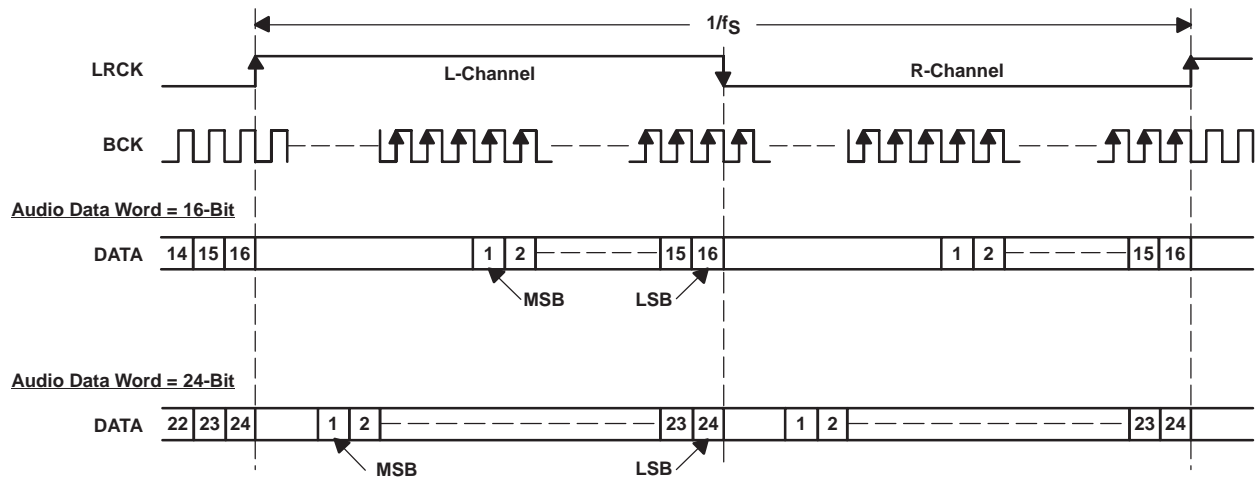 1/fS
LRCK
L-Channel
R-Channel
BCK
Audio Data Word = 16-Bit
DATA 14 15 16 1 2 15 16 1 2 15 16
MSB LSB
Audio Data Word = 24-Bit
DATA 22 23 24 1 2 23 24 1 2 23 24
MSB LSB